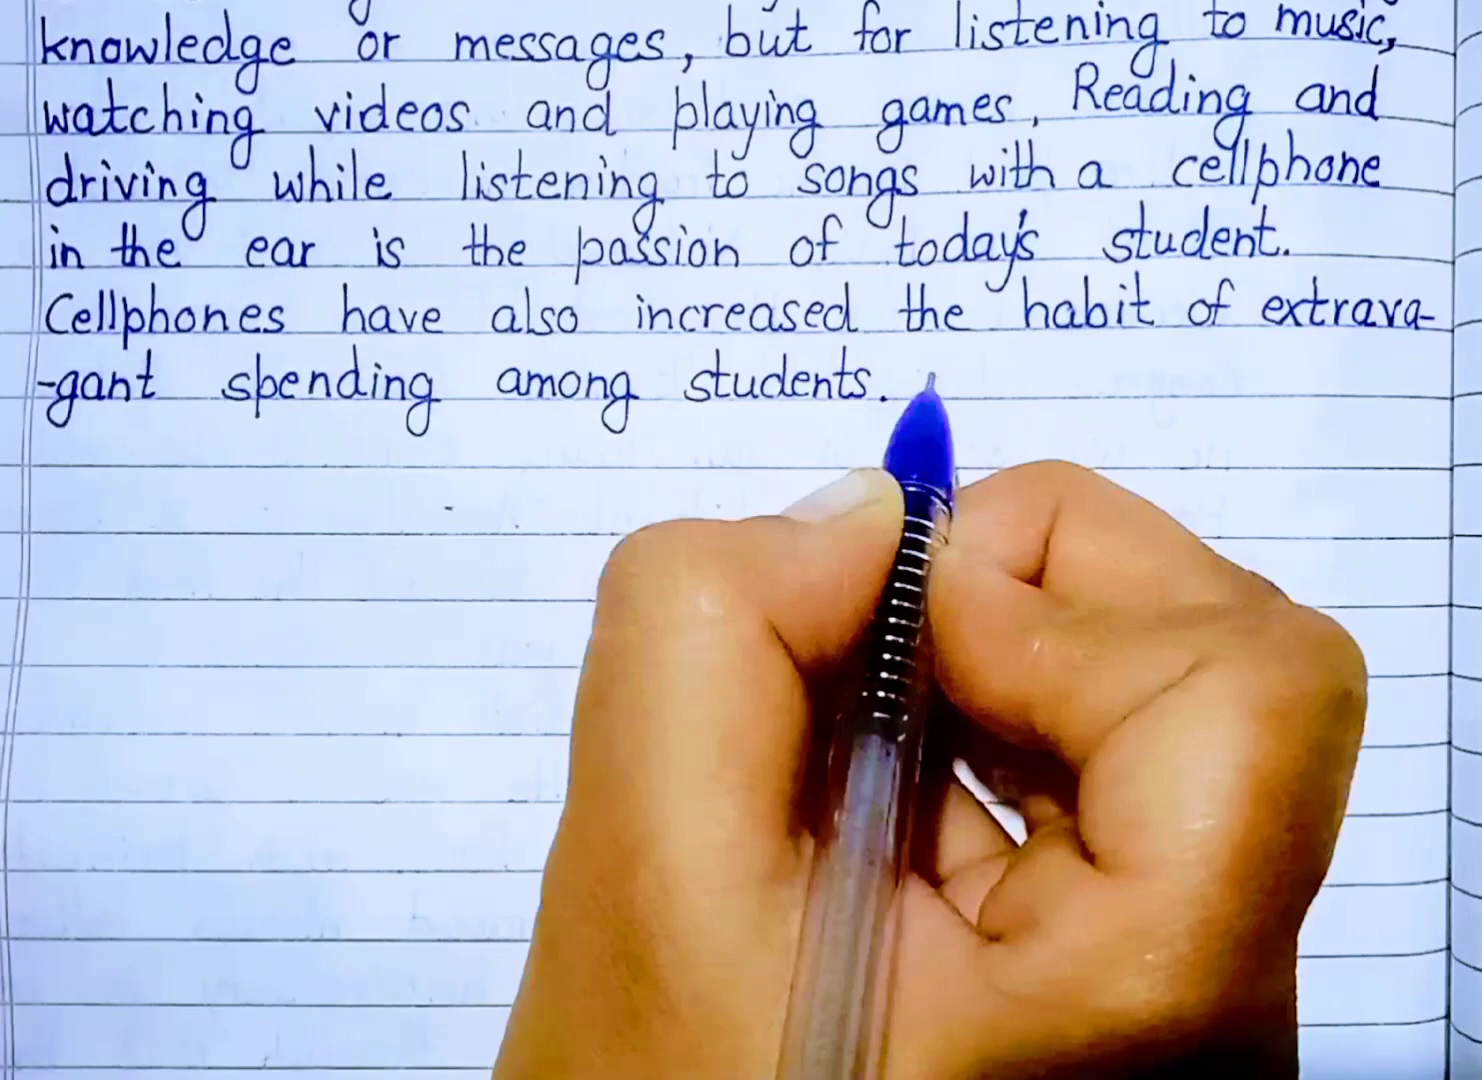 knowledge or messages, but for listening to music,
watching videos and playing games, Reading and
driving while listening to songs with a cellphone
in the ear is the passion of today's student.
Cellphones have also increased the habit of extrava-
-gant spending among students.